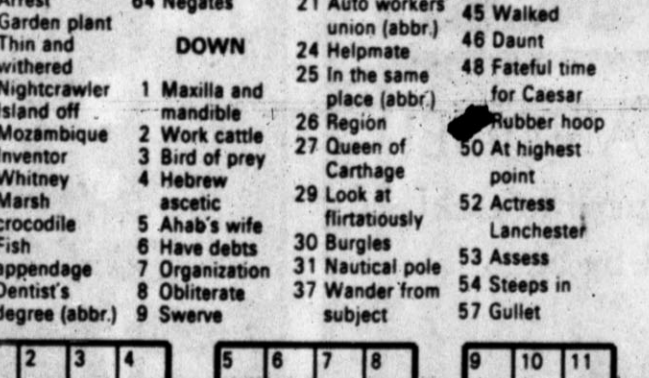 Arrest
Garden plant
Thin and
withered
Nightcrawler
Island off
Mozambique
Inventor
Whitney
Marsh
crocodile
Fish
appendage
Dentist's
degree (abbr.)
64 Negates
DOWN
1 Maxilla and
mandible
2 Work cattle
3 Bird of prey
4 Hebrew
ascetic
5 Ahab's wife
6 Have debts
7 Organization
8 Obliterate
9 Swerve
21 Auto workers
union (abbr.)
24 Helpmate
25 In the same
place (abbr.)
26 Region
27 Queen of
Carthage
29 Look at
flirtatiously
30 Burgles
31 Nautical pole
37 Wander from
subject
45 Walked
46 Daunt
48 Fateful time
for Caesar
Rubber hoop
50 At highest
point
52 Actress
Lanchester
53 Assess
54 Steeps in
57 Gullet
2 3 4 5 6 7 8 9 10 11